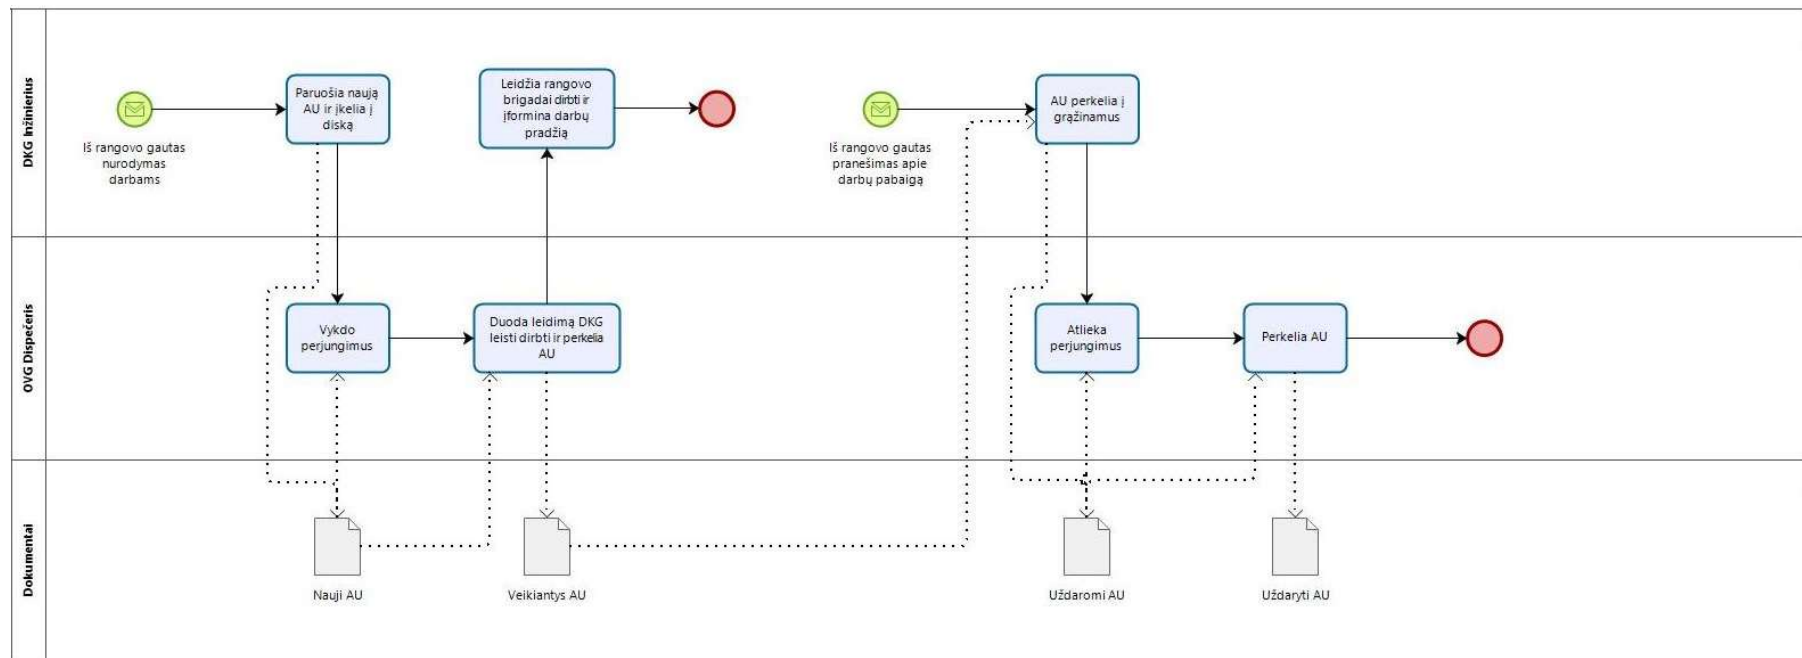 DKG Inžinierius
Iš rangovo gautas
nurodymas
darbams
Paruošia naują
AU ir įkelia į
diską
Leidžia rangovo
brigadai dirbti ir
įformina darbų
pradžią
Iš rangovo gautas
pranešimas apie
darbų pabaigą
AU perkelia į
grąžinamus
OVG Dispečeris
Vykdo
perjungimus
Duoda leidimą DKG
leisti dirbti ir perkelia
AU
Atlieka
perjungimus
Perkelia AU
Dokumentai
Nauji AU
Veikiantys AU
Uždaromi AU
Uždaryti AU